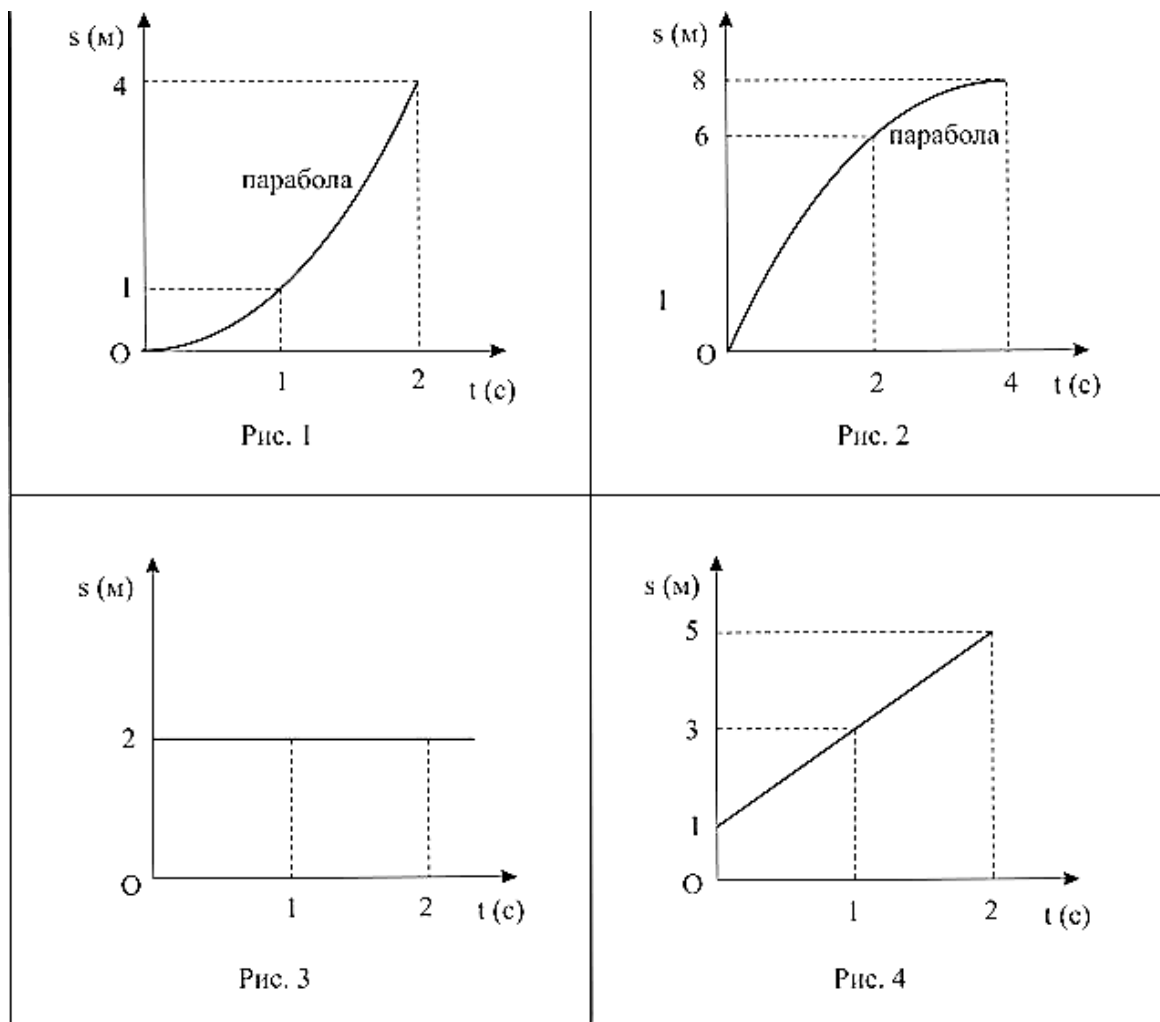 s (м)
4
парабола
1
O
1
2
t (с)
Рис. 1
s (м)
8
6
парабола
1
O
2
4
t (с)
Рис. 2
s (м)
2
O
1
2
t (с)
Рис. 3
s (м)
5
3
1
O
1
2
t (с)
Рис. 4